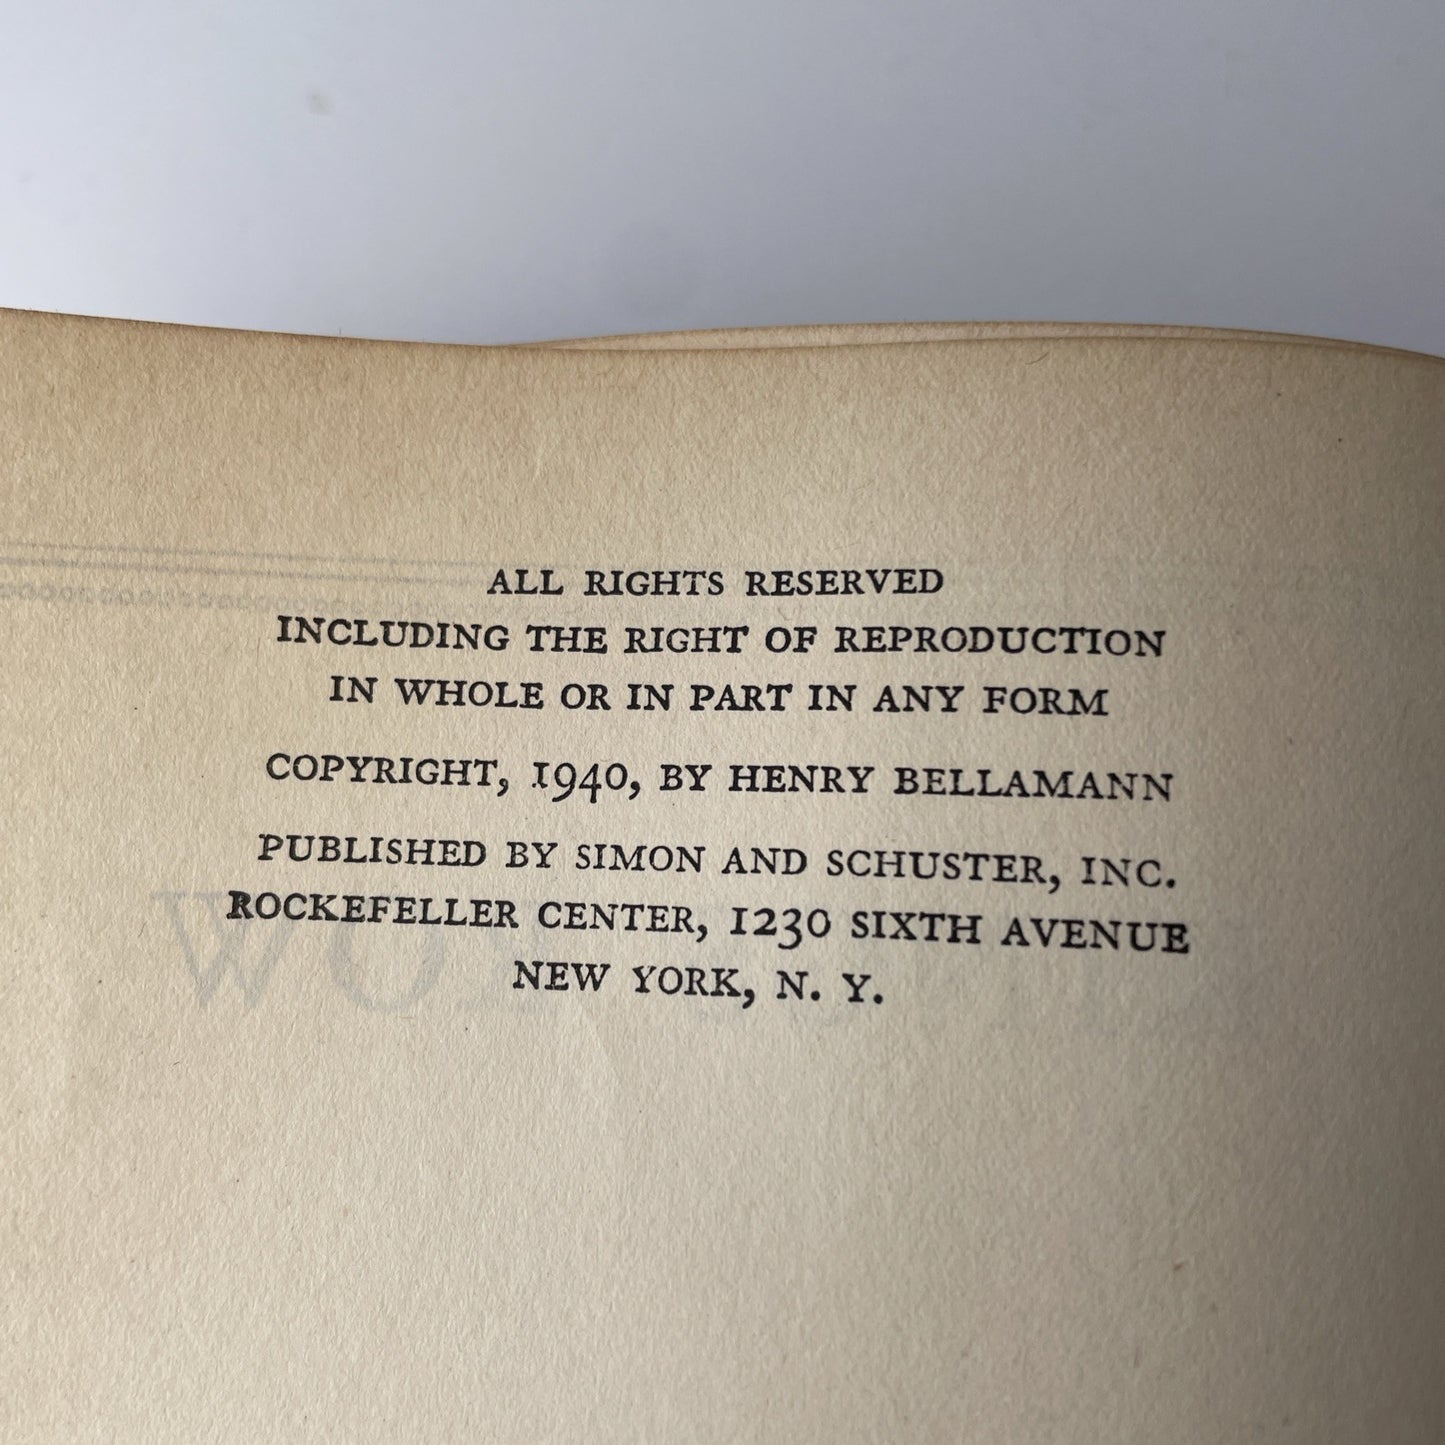 ALL RIGHTS RESERVED
INCLUDING THE RIGHT OF REPRODUCTION
IN WHOLE OR IN PART IN ANY FORM
COPYRIGHT, 1940, BY HENRY BELLAMANN
PUBLISHED BY SIMON AND SCHUSTER, INC.
ROCKEFELLER CENTER, 1230 SIXTH AVENUE
NEW YORK, N. Y.